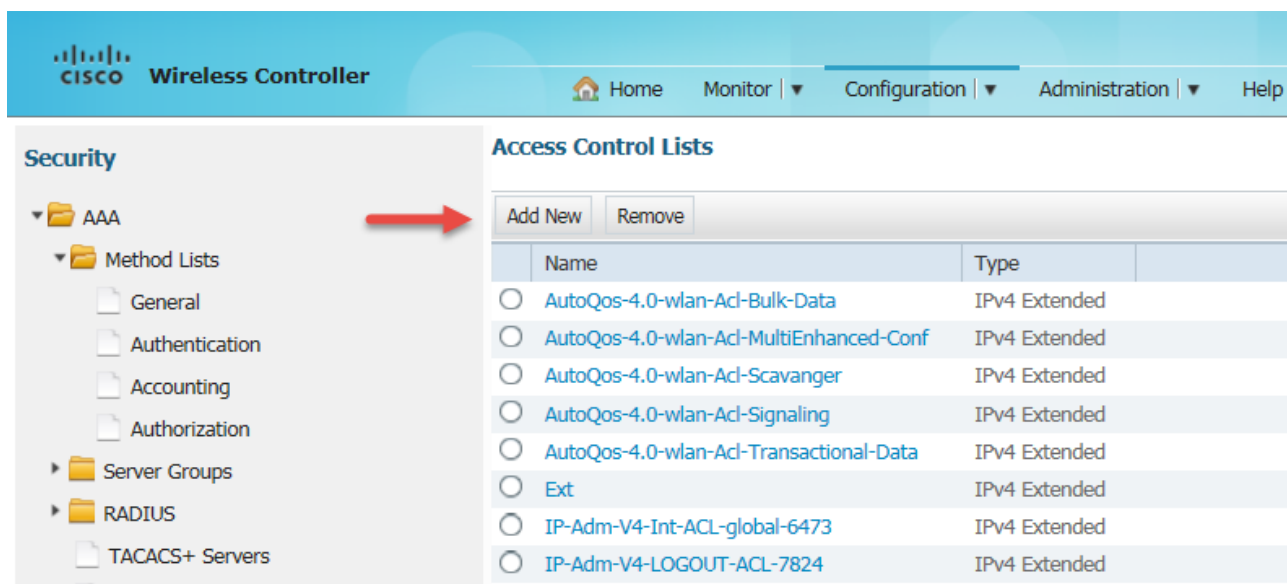 CISCO Wireless Controller
Home Monitor Configuration Administration Help
Security
AAA
Method Lists
General
Authentication
Accounting
Authorization
Server Groups
RADIUS
TACACS+ Servers
Access Control Lists
Add New Remove
Name Type
AutoQos-4.0-wlan-Acl-Bulk-Data IPv4 Extended
AutoQos-4.0-wlan-Acl-MultiEnhanced-Conf IPv4 Extended
AutoQos-4.0-wlan-Acl-Scavanger IPv4 Extended
AutoQos-4.0-wlan-Acl-Signaling IPv4 Extended
AutoQos-4.0-wlan-Acl-Transactional-Data IPv4 Extended
Ext IPv4 Extended
IP-Adm-V4-Int-ACL-global-6473 IPv4 Extended
IP-Adm-V4-LOGOUT-ACL-7824 IPv4 Extended